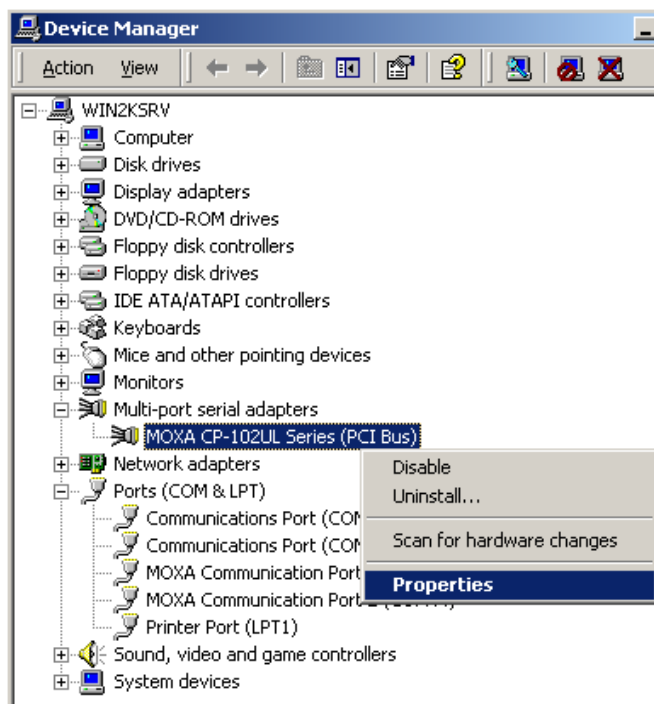 Device Manager
Action View
WIN2KSRV
Computer
Disk drives
Display adapters
DVD/CD-ROM drives
Floppy disk controllers
Floppy disk drives
IDE ATA/ATAPI controllers
Keyboards
Mice and other pointing devices
Monitors
Multi-port serial adapters
MOXA CP-102UL Series (PCI Bus)
Network adapters
Ports (COM & LPT)
Communications Port (COM
Communications Port (COM
MOXA Communication Port
MOXA Communication Port
Printer Port (LPT1)
Sound, video and game controllers
System devices
Disable
Uninstall...
Scan for hardware changes
Properties